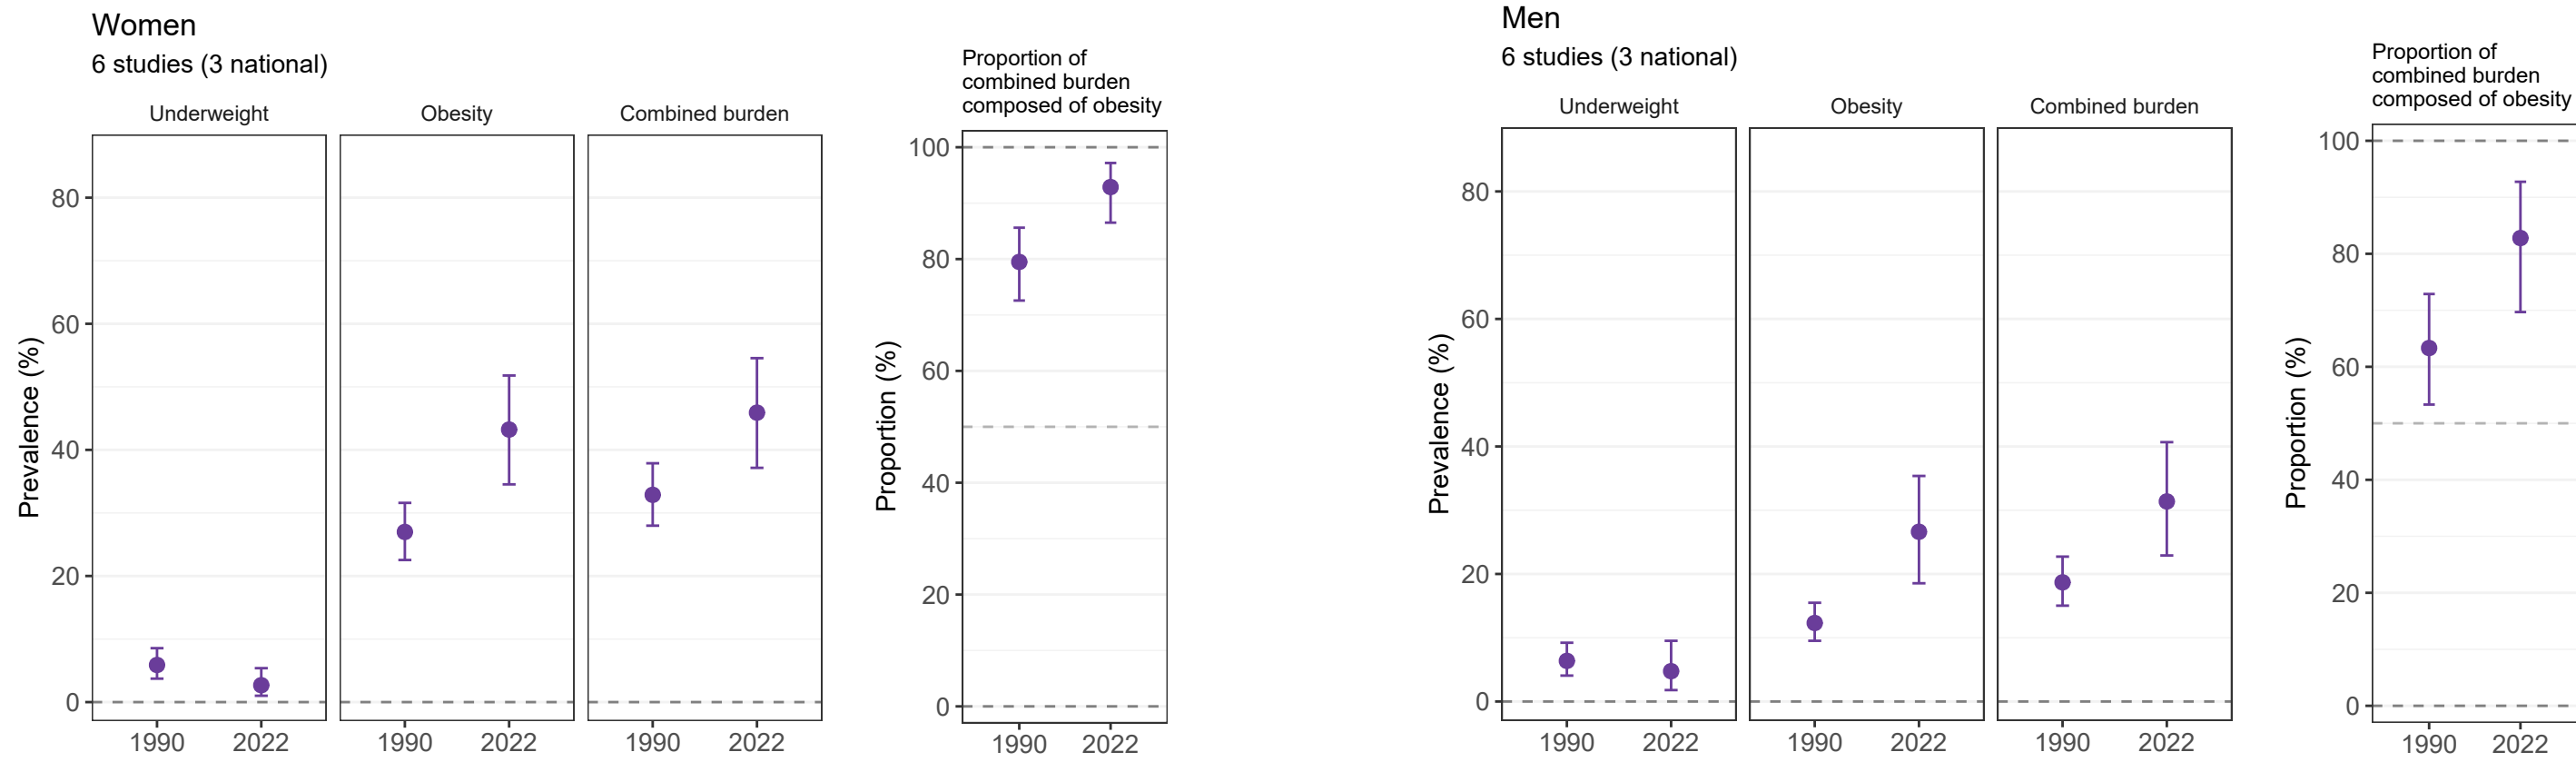 Women
6 studies (3 national)
Underweight
Obesity
Combined burden
Prevalence (%)
80
60
40
20
0
1990
2022
1990
2022
1990
2022
Proportion of
combined burden
composed of obesity
Proportion (%)
100
80
60
40
20
0
1990
2022
Men
6 studies (3 national)
Underweight
Obesity
Combined burden
Prevalence (%)
80
60
40
20
0
1990
2022
1990
2022
1990
2022
Proportion of
combined burden
composed of obesity
Proportion (%)
100
80
60
40
20
0
1990
2022